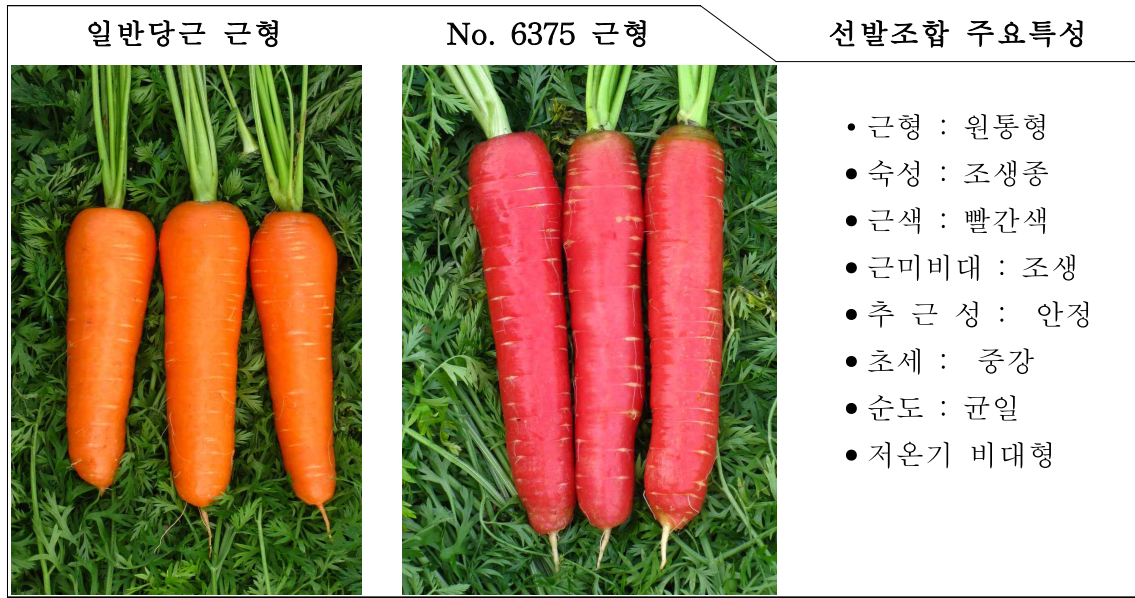 일반당근 근형
No. 6375 근형
선발조합 주요특성
• 근형 : 원통형
• 숙성 : 조생종
• 근색 : 빨간색
• 근미비대 : 조생
• 추 근 성 : 안정
• 초세 : 중강
• 순도 : 균일
• 저온기 비대형